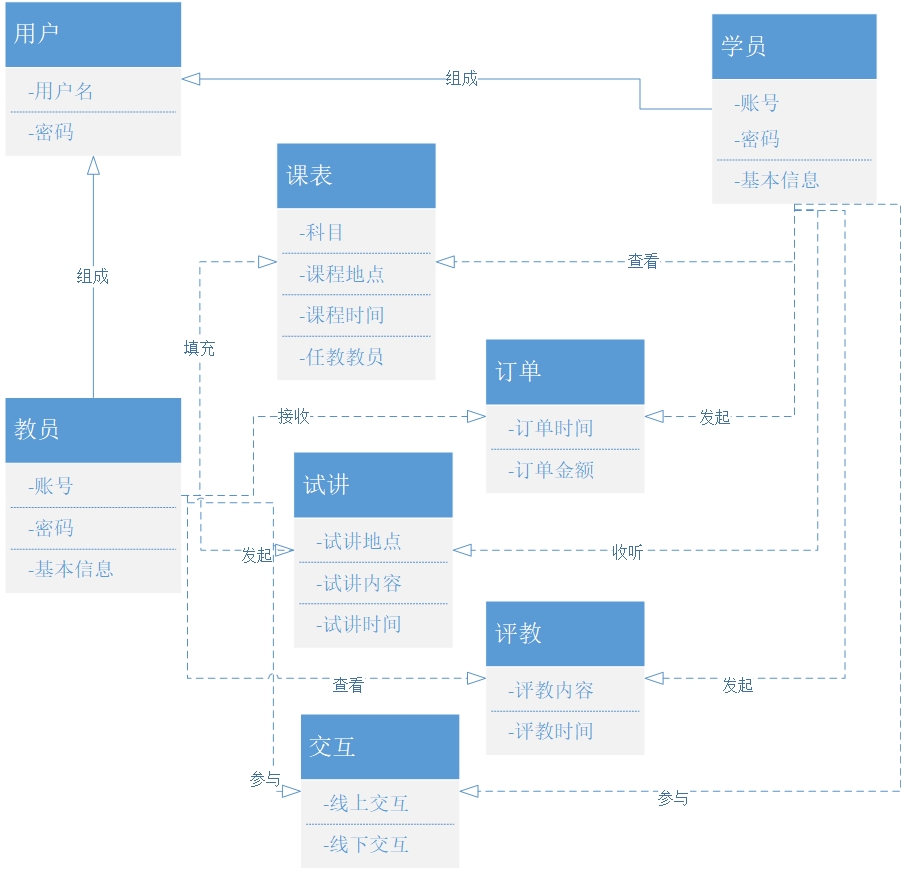 用户
-用户名
-密码
学员
-账号
-密码
-基本信息
组成
课表
-科目
-课程地点
-课程时间
-任教教员
查看
组成
填充
订单
-订单时间
-订单金额
接收
发起
教员
-账号
-密码
-基本信息
试讲
-试讲地点
-试讲内容
-试讲时间
发起
收听
评教
-评教内容
-评教时间
查看
发起
交互
-线上交互
-线下交互
参与
参与